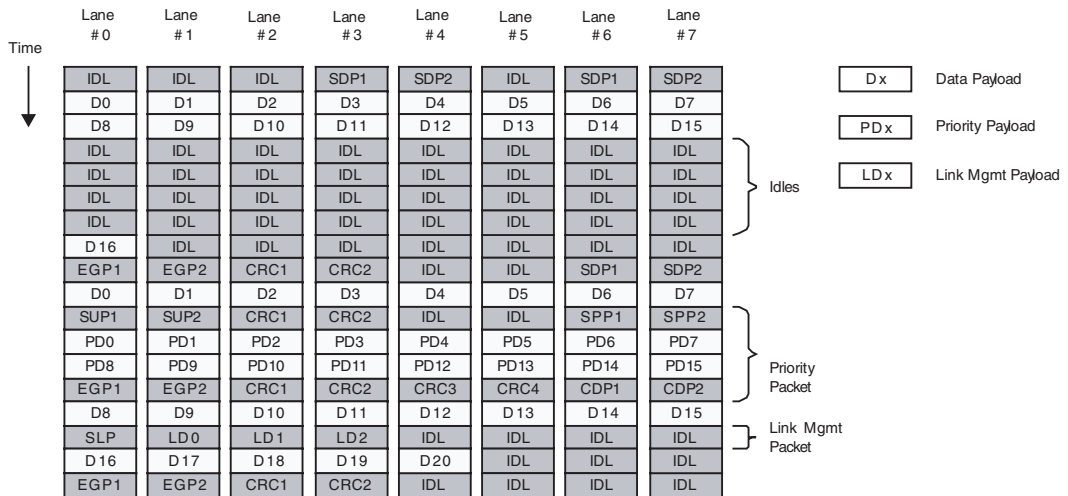 Lane Lane Lane Lane Lane Lane Lane Lane
#0 #1 #2 #3 #4 #5 #6 #7
Time
IDL IDL IDL SDP1 SDP2 IDL SDP1 SDP2
D0 D1 D2 D3 D4 D5 D6 D7
D8 D9 D10 D11 D12 D13 D14 D15
IDL IDL IDL IDL IDL IDL IDL IDL
IDL IDL IDL IDL IDL IDL IDL IDL
IDL IDL IDL IDL IDL IDL IDL IDL
IDL IDL IDL IDL IDL IDL IDL IDL
D16 IDL IDL IDL IDL IDL IDL IDL
EGP1 EGP2 CRC1 CRC2 IDL IDL SDP1 SDP2
D0 D1 D2 D3 D4 D5 D6 D7
SUP1 SUP2 CRC1 CRC2 IDL IDL SPP1 SPP2
PD0 PD1 PD2 PD3 PD4 PD5 PD6 PD7
PD8 PD9 PD10 PD11 PD12 PD13 PD14 PD15
EGP1 EGP2 CRC1 CRC2 CRC3 CRC4 CDP1 CDP2
D8 D9 D10 D11 D12 D13 D14 D15
SLP LD0 LD1 LD2 IDL IDL IDL IDL
D16 D17 D18 D19 D20 IDL IDL IDL
EGP1 EGP2 CRC1 CRC2 IDL IDL IDL IDL
Idles
Priority
Packet
Link Mgmt
Packet
Dx Data Payload
PDx Priority Payload
LDx Link Mgmt Payload